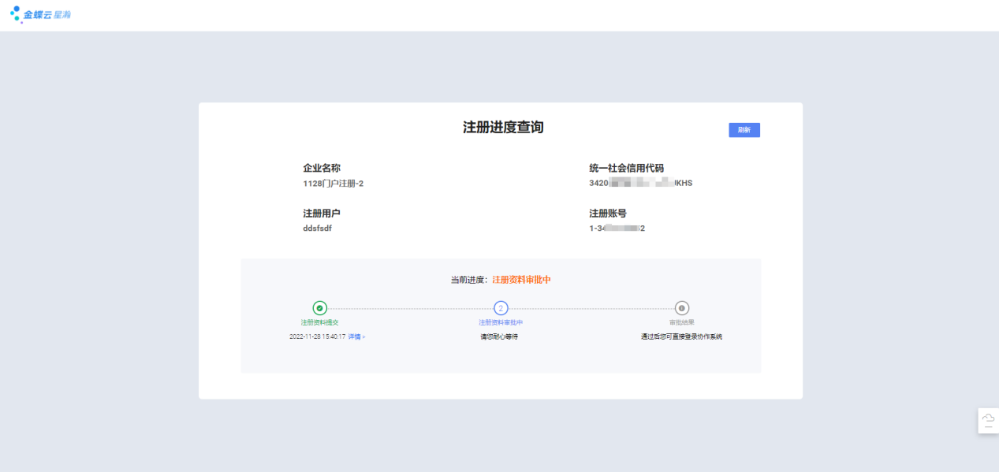 金蝶云星瀚
注册进度查询
刷新
企业名称
统一社会信用代码
1128门户注册-2
3420 JKHS
注册用户
注册账号
ddsfsdf
1-34 2
当前进度：注册资料审批中
2
注册资料提交
注册资料审批中
审批结果
2022-11-28 15:40:17 详情 >
请您耐心等待
通过后您可直接登录协作系统